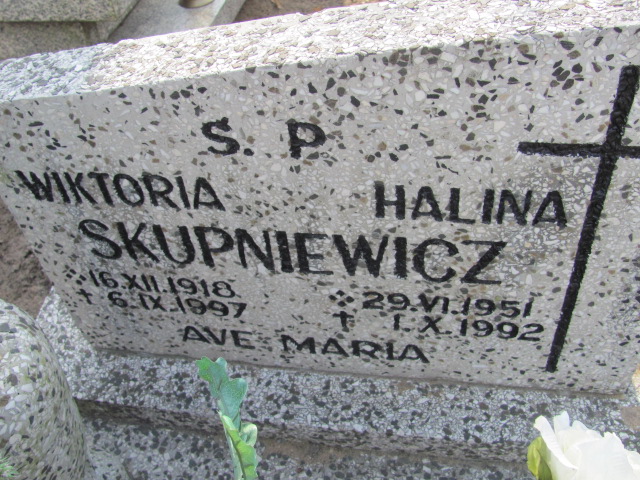 S. P.
WIKTORIA HALINA
SKUPNIEWICZ
16.XII.1918. 29.VI.1951
† 6.IX.1997 † 1.X.1992
AVE MARIA